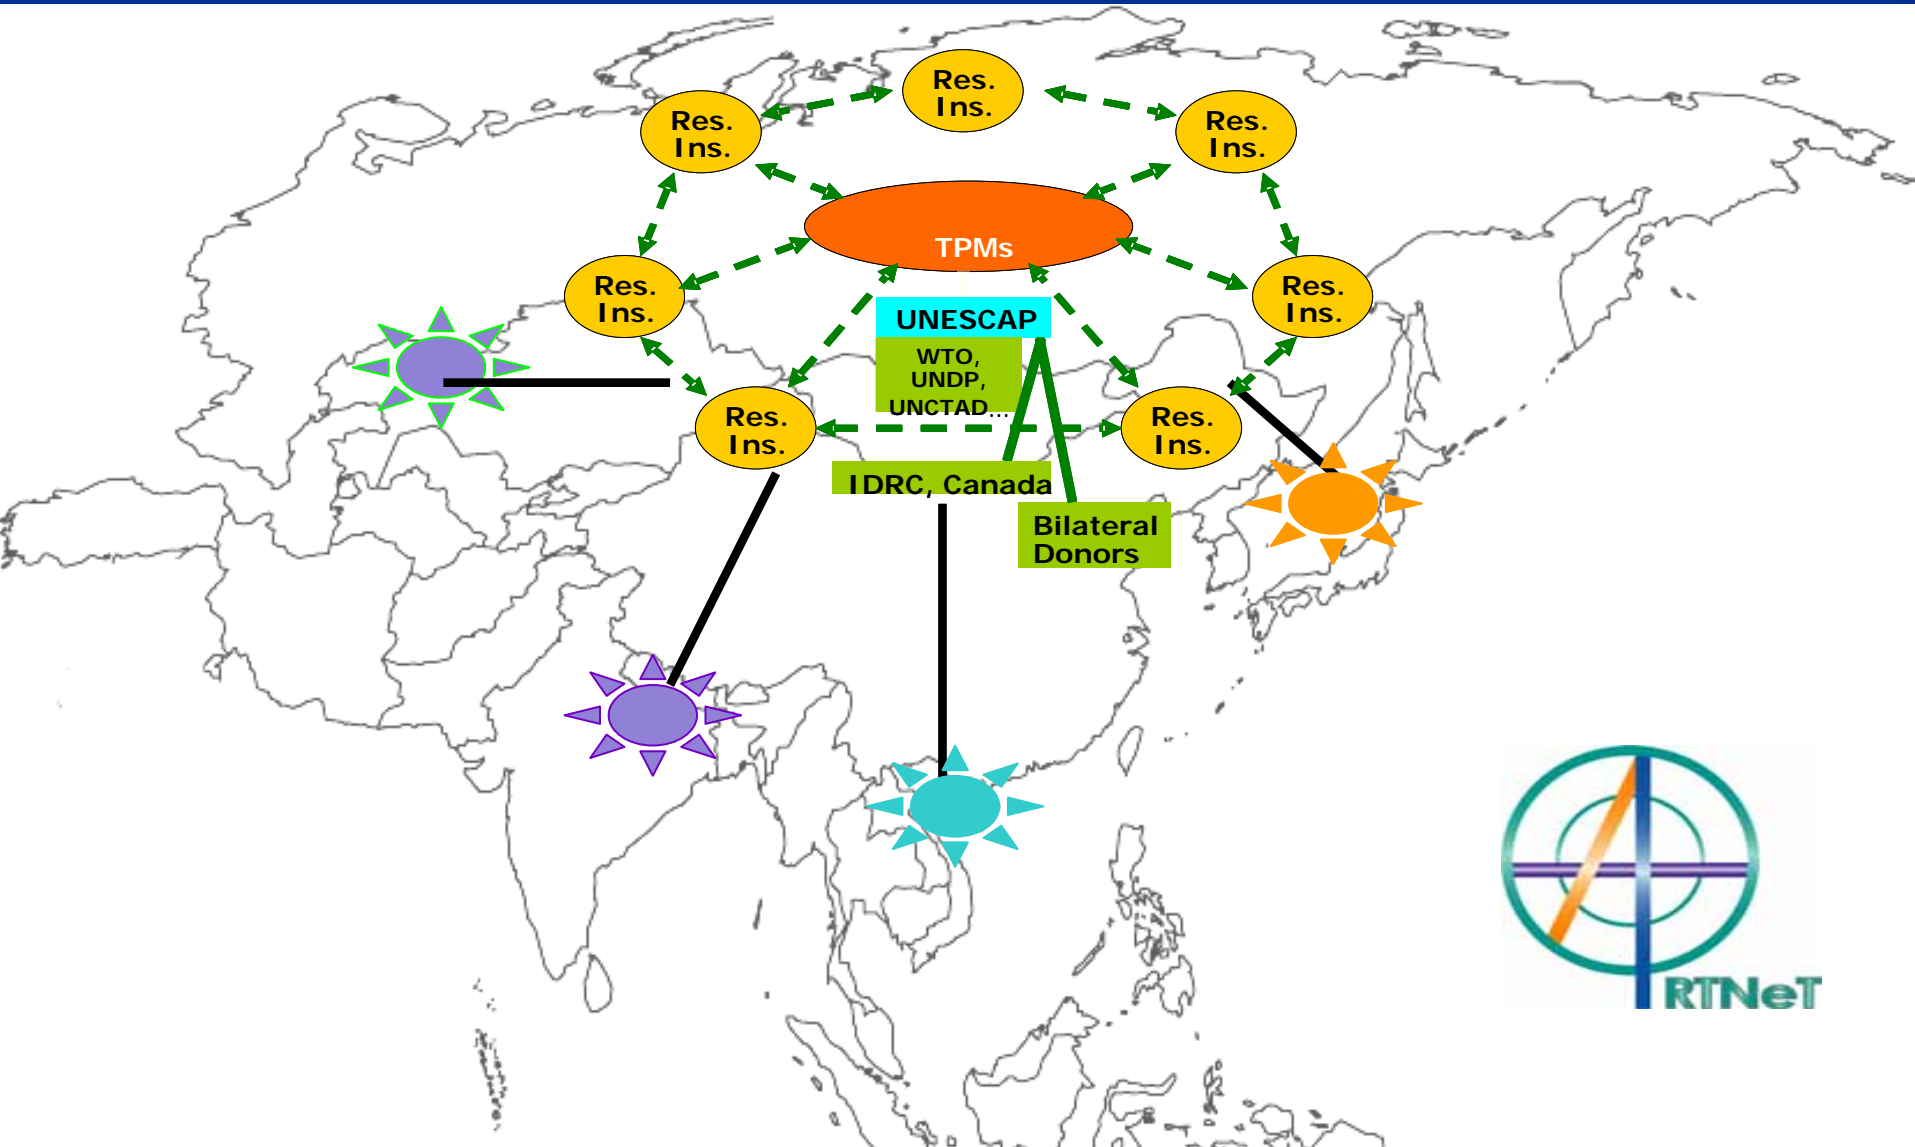 Res.
Ins.
Res.
Ins.
Res.
Ins.
TPMs
Res.
Ins.
Res.
Ins.
UNESCAP
WTO,
UNDP,
UNCTAD...
Res.
Ins.
Res.
Ins.
IDRC, Canada
Bilateral
Donors
RTNeT